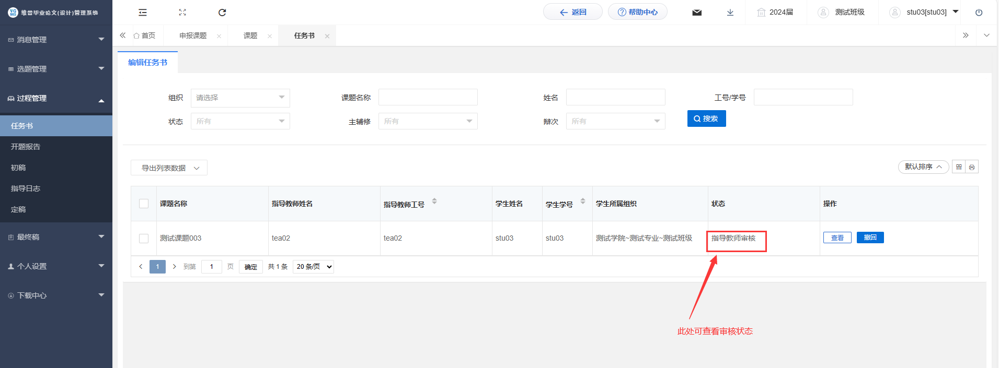 VG
MS
维普毕业论文(设计)管理系统
返回
帮助中心
2024届
测试班级
stu03[stu03]
首页
申报课题
课题
任务书
消息管理
选题管理
过程管理
任务书
开题报告
初稿
指导日志
定稿
最终稿
个人设置
下载中心
编辑任务书
组织 请选择 课题名称 姓名 工号/学号
状态 所有 主辅修 所有 辩次 所有 搜索
导出列表数据
默认排序
课题名称 指导教师姓名 指导教师工号 学生姓名 学生学号 学生所属组织 状态 操作
测试课题003 tea02 tea02 stu03 stu03 测试学院~测试专业~测试班级 指导教师审核 查看 撤回
1 到第 1 页 确定 共 1 条 20 条/页
此处可查看审核状态